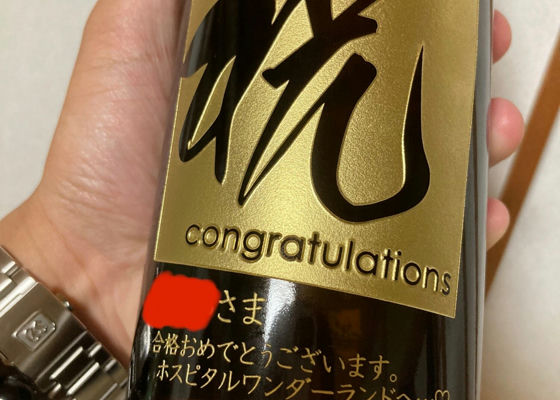 祝
congratulations
さま
合格おめでとうございます。
ホスピタルワンダーランドへ…♡